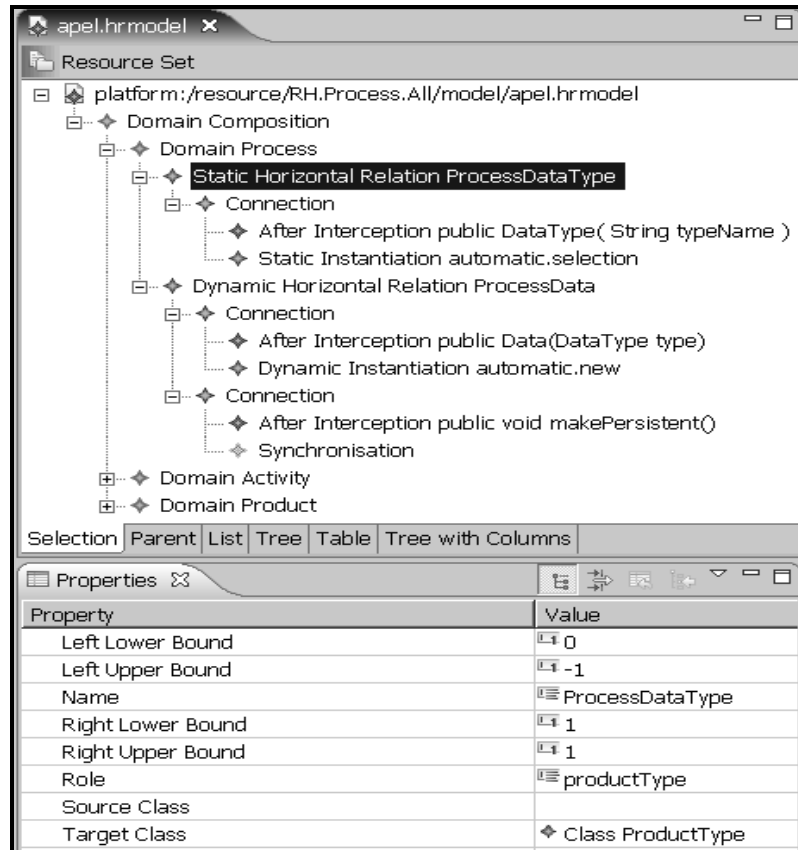 apel.hrmodel
Resource Set
platform:/resource/RH.Process.All/model/apel.hrmodel
Domain Composition
Domain Process
Static Horizontal Relation ProcessDataType
Connection
After Interception public DataType( String typeName )
Static Instantiation automatic.selection
Dynamic Horizontal Relation ProcessData
Connection
After Interception public Data(DataType type)
Dynamic Instantiation automatic.new
Connection
After Interception public void makePersistent()
Synchronisation
Domain Activity
Domain Product
Selection Parent List Tree Table Tree with Columns
Properties
Property Value
Left Lower Bound 0
Left Upper Bound -1
Name ProcessDataType
Right Lower Bound 1
Right Upper Bound 1
Role productType
Source Class
Target Class Class ProductType